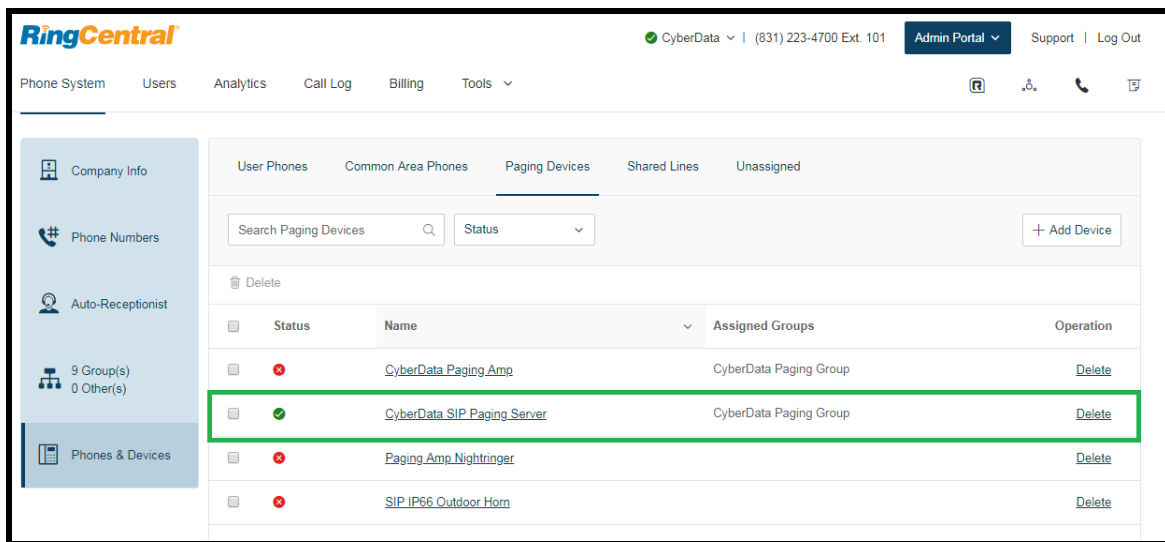 RingCentral
CyberData | (831) 223-4700 Ext. 101 Admin Portal Support | Log Out
Phone System Users Analytics Call Log Billing Tools
Company Info
Phone Numbers
Auto-Receptionist
9 Group(s)
0 Other(s)
Phones & Devices
User Phones Common Area Phones Paging Devices Shared Lines Unassigned
Search Paging Devices Status + Add Device
Delete
Status Name Assigned Groups Operation
CyberData Paging Amp CyberData Paging Group Delete
CyberData SIP Paging Server CyberData Paging Group Delete
Paging Amp Nightringer Delete
SIP IP66 Outdoor Horn Delete